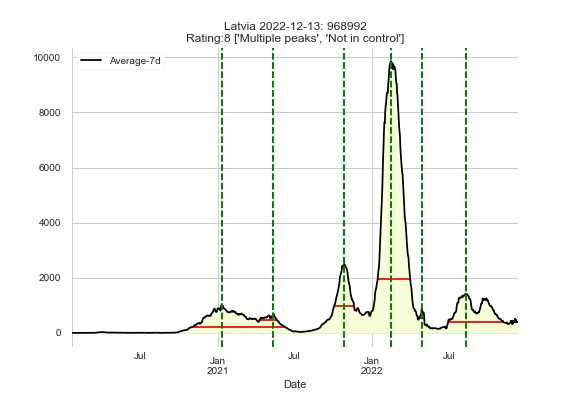 Latvia 2022-12-13: 968992
Rating:8 ['Multiple peaks', 'Not in control']
Average-7d
10000
8000
6000
4000
2000
0
Jul
Jan
2021
Jul
Jan
2022
Jul
Date